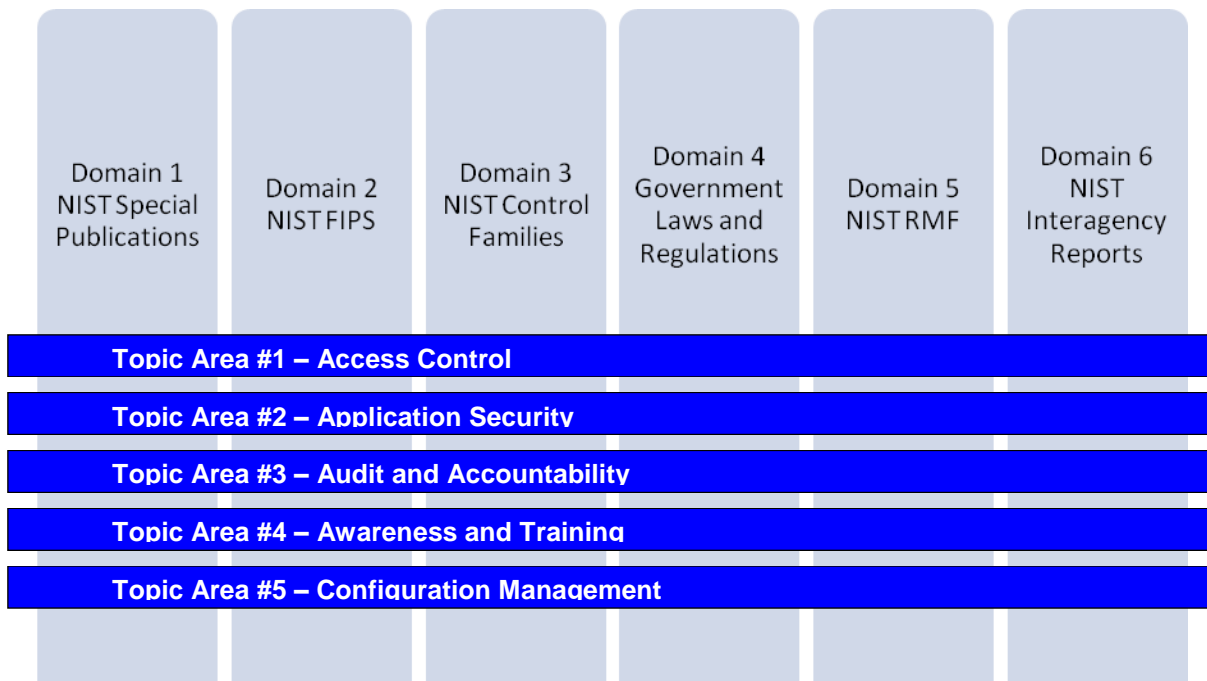 Domain 1
NIST Special
Publications
Domain 2
NIST FIPS
Domain 3
NIST Control
Families
Domain 4
Government
Laws and
Regulations
Domain 5
NIST RMF
Domain 6
NIST
Interagency
Reports
Topic Area #1 – Access Control
Topic Area #2 – Application Security
Topic Area #3 – Audit and Accountability
Topic Area #4 – Awareness and Training
Topic Area #5 – Configuration Management